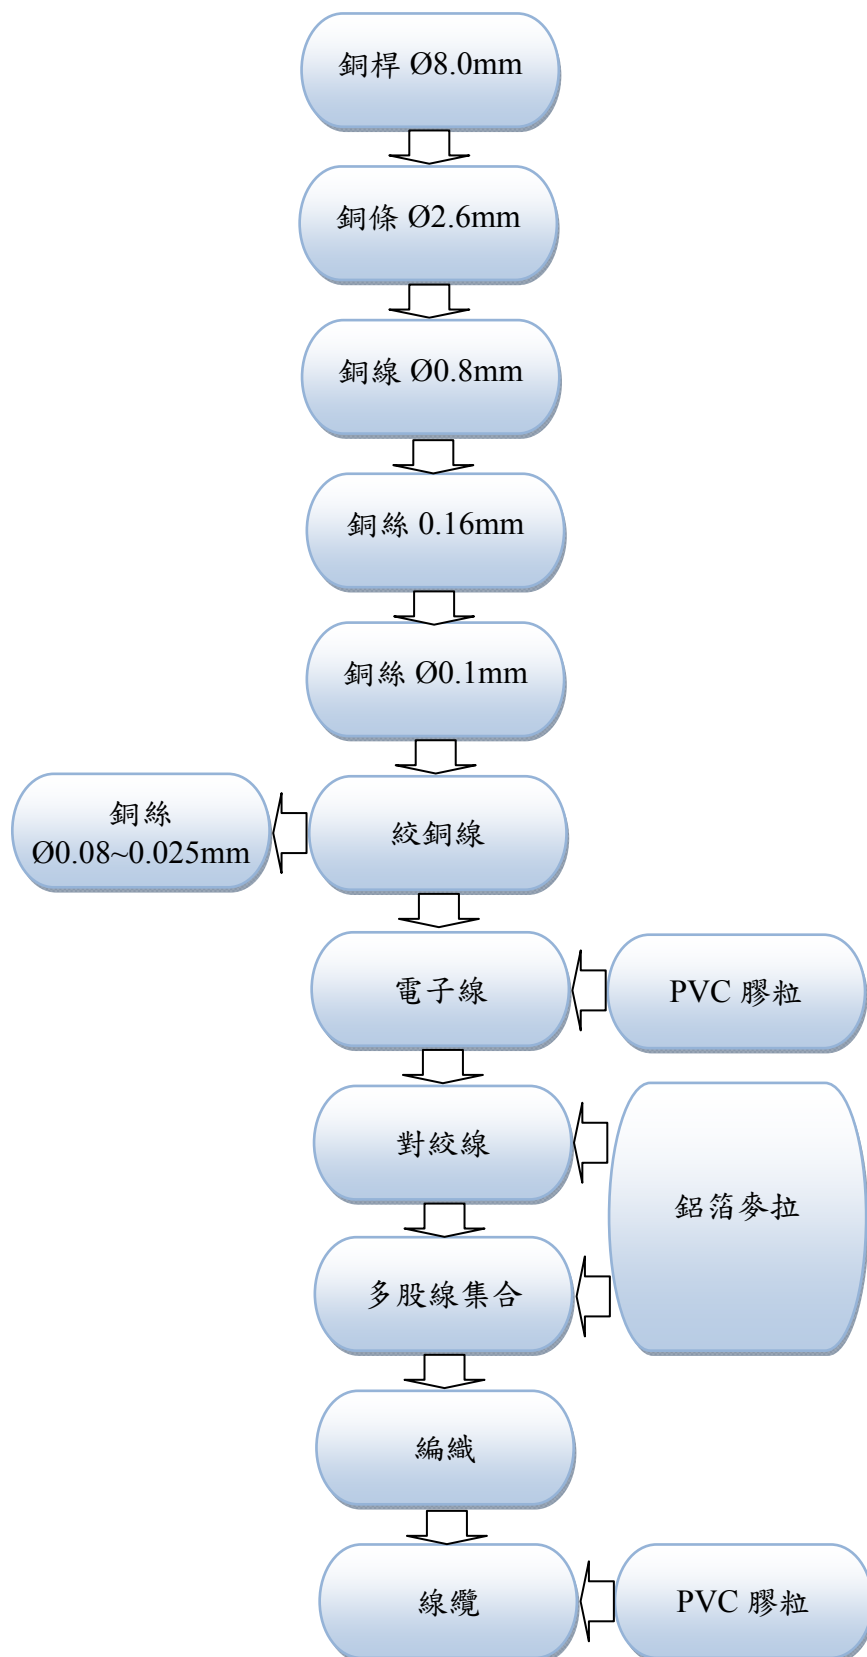 銅桿 Ø8.0mm
銅條 Ø2.6mm
銅線 Ø0.8mm
銅絲 0.16mm
銅絲 Ø0.1mm
銅絲
Ø0.08~0.025mm
絞銅線
電子線
PVC 膠粒
對絞線
鋁箔麥拉
多股線集合
編織
線纜
PVC 膠粒